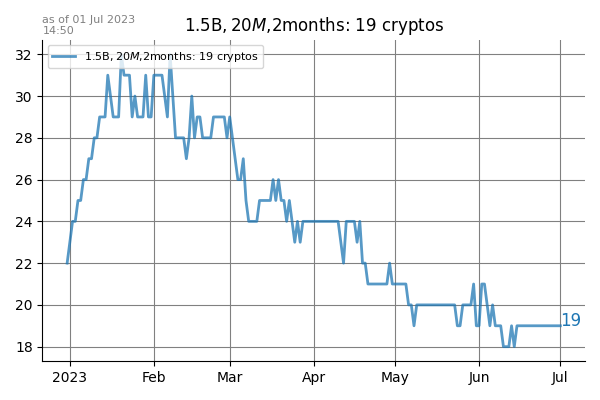 as of 01 Jul 2023
14:50
1.5B, 20M,2months: 19 cryptos
1.5B, 20M,2months: 19 cryptos
32
30
28
26
24
22
20
18
19
2023 Feb Mar Apr May Jun Jul